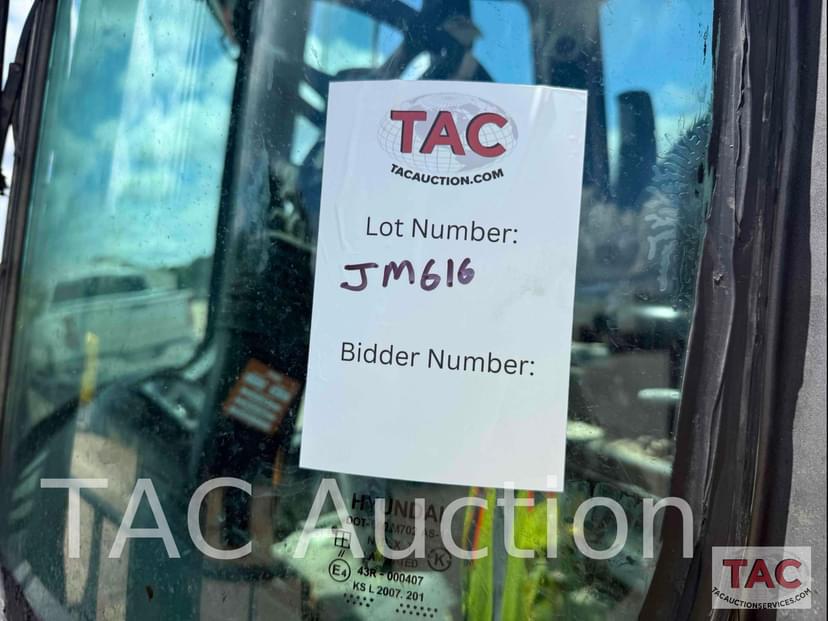 TAC
TACAUCTION.COM
Lot Number:
JM616
Bidder Number:
TAC Auction
HYUNDAI
43R - 000407
E4
K
KS L 2007. 201
TAC
TACAUCTIONSERVICES.COM